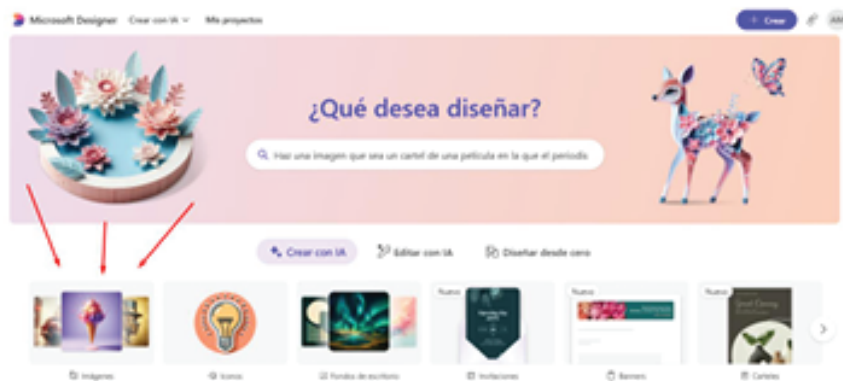 Microsoft Designer Crear con IA Mis proyectos + Crear
¿Qué desea diseñar?
Haz una imagen que sea un cartel de una película en la que el periodis
Crear con IA Editar con IA Diseñar desde cero
Nuevo Nuevo Nuevo
Imágenes Iconos Fondos de escritorio Invitaciones Banners Carteles